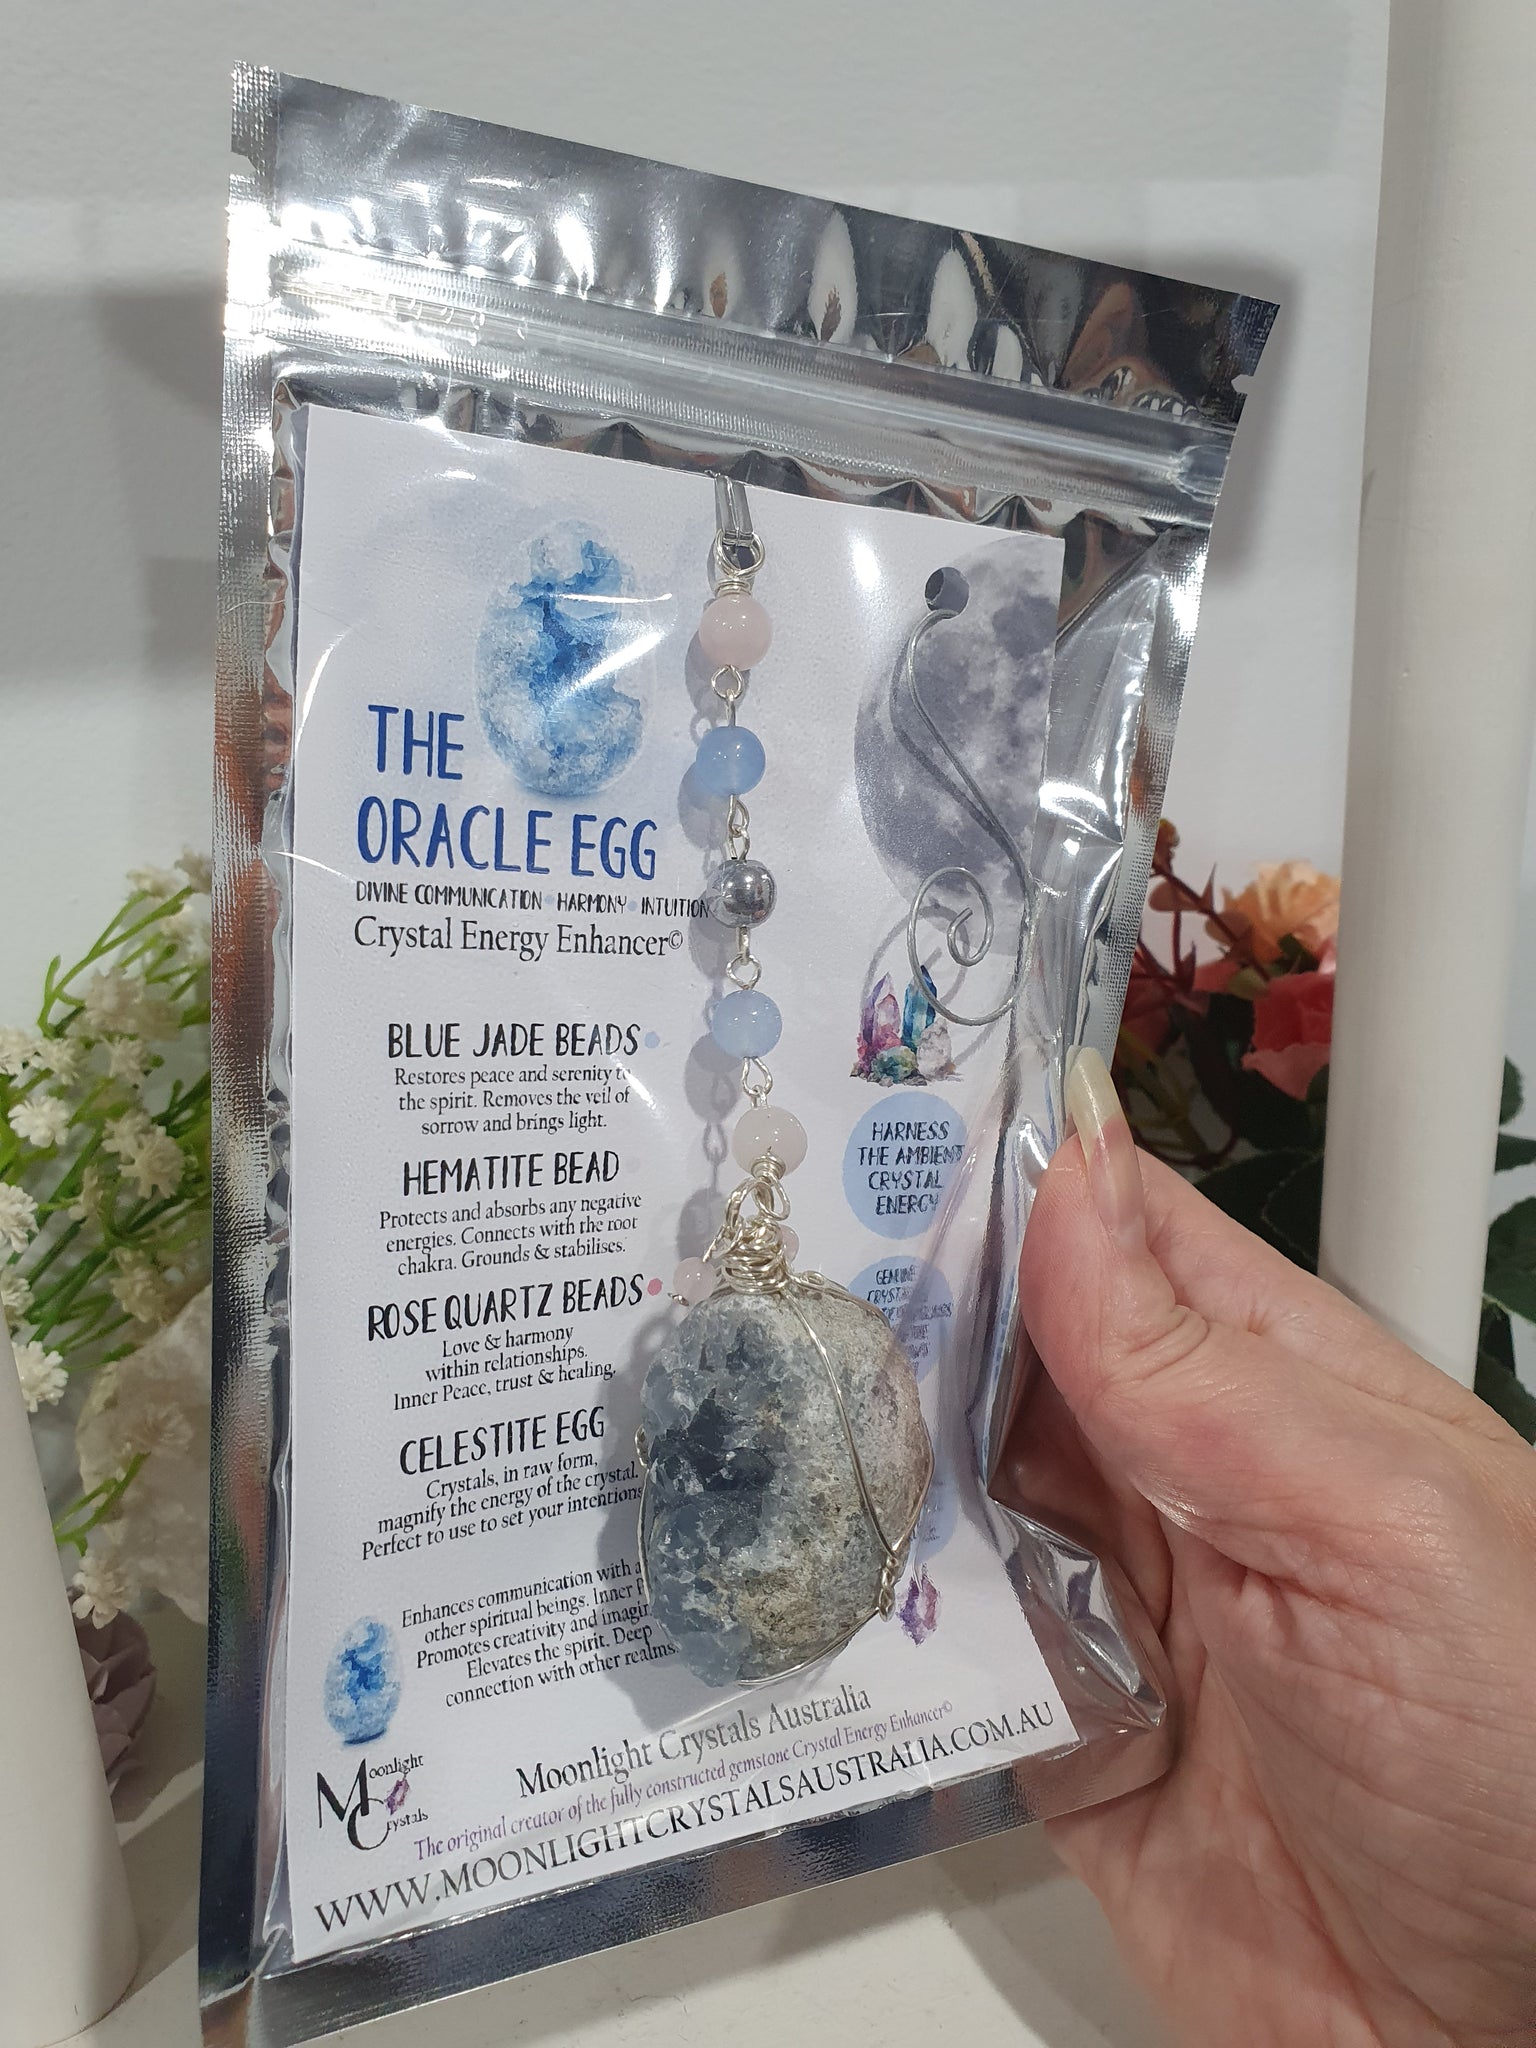 THE
ORACLE EGG
DIVINE COMMUNICATION • HARMONY • INTUITION
Crystal Energy Enhancer©
BLUE JADE BEADS
Restores peace and serenity to
the spirit. Removes the veil of
sorrow and brings light.
HEMATITE BEAD
Protects and absorbs any negative
energies. Connects with the root
chakra. Grounds & stabilises.
ROSE QUARTZ BEADS
Love & harmony
within relationships.
Inner Peace, trust & healing.
CELESTITE EGG
Crystals, in raw form,
magnify the energy of the crystal.
Perfect to use to set your intentions
Enhances communication with
other spiritual beings. Inner
Promotes creativity and
Elevates the spirit. Deep
connection with other realms.
HARNESS
THE AMBIENT
CRYSTAL
ENERGY
Moonlight
Crystals
Moonlight Crystals Australia
The original creator of the fully constructed gemstone Crystal Energy Enhancer©
WWW.MOONLIGHTCRYSTALSAUSTRALIA.COM.AU